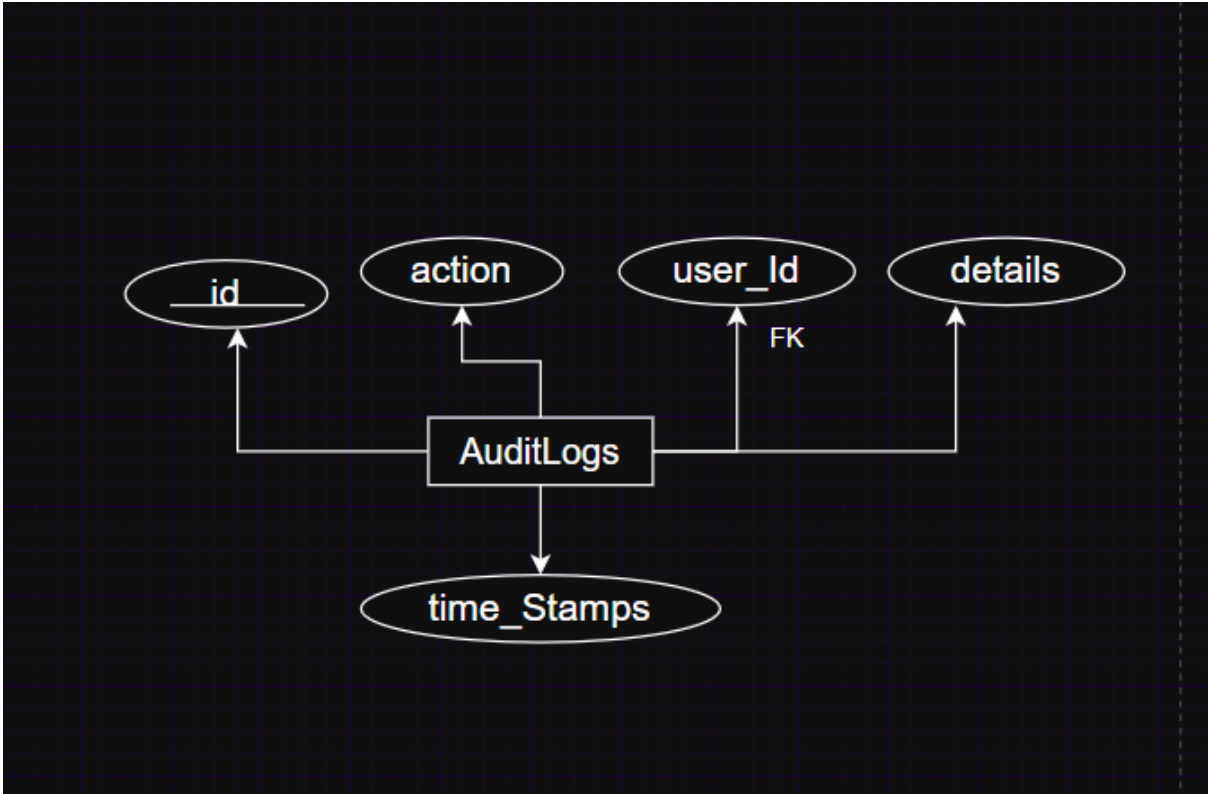 id
action
user_Id
details
FK
AuditLogs
time_Stamps